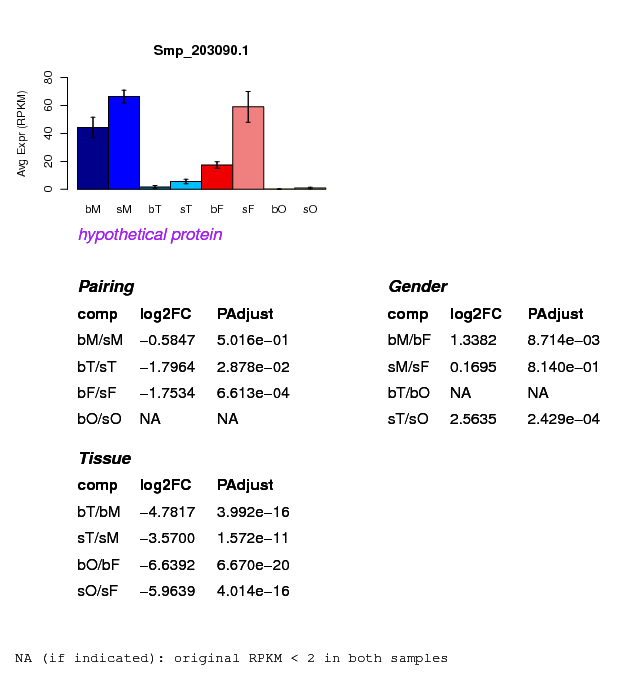 Smp_203090.1
Avg Expr (RPKM)
80
60
40
20
0
bM sM bT sT bF sF bO sO
hypothetical protein
Pairing
comp log2FC PAdjust
bM/sM −0.5847 5.016e−01
bT/sT −1.7964 2.878e−02
bF/sF −1.7534 6.613e−04
bO/sO NA NA
Gender
comp log2FC PAdjust
bM/bF 1.3382 8.714e−03
sM/sF 0.1695 8.140e−01
bT/bO NA NA
sT/sO 2.5635 2.429e−04
Tissue
comp log2FC PAdjust
bT/bM −4.7817 3.992e−16
sT/sM −3.5700 1.572e−11
bO/bF −6.6392 6.670e−20
sO/sF −5.9639 4.014e−16
NA (if indicated): original RPKM < 2 in both samples